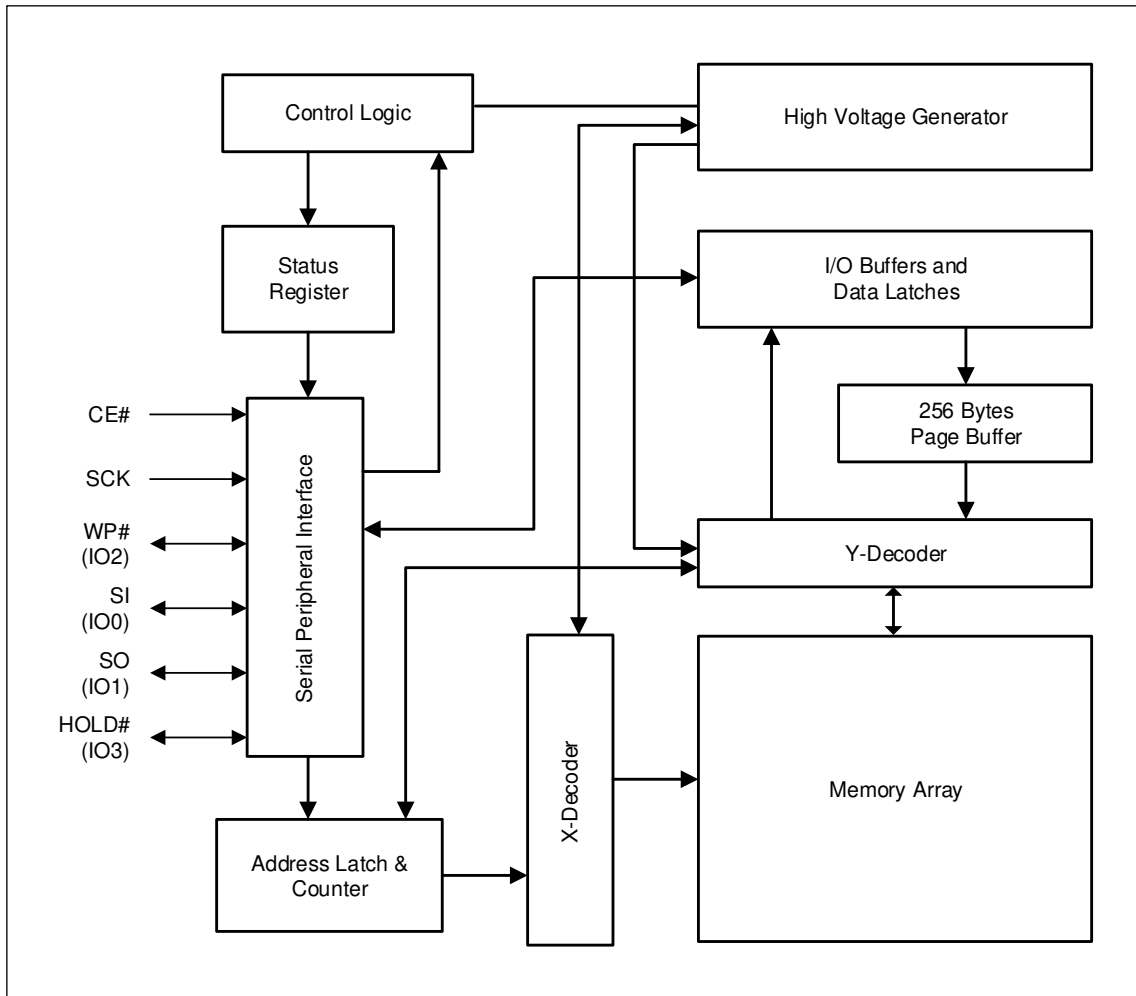 Control Logic
High Voltage Generator
Status
Register
I/O Buffers and
Data Latches
256 Bytes
Page Buffer
CE#
SCK
WP#
(IO2)
SI
(IO0)
SO
(IO1)
HOLD#
(IO3)
Serial Peripheral Interface
Y-Decoder
X-Decoder
Memory Array
Address Latch &
Counter